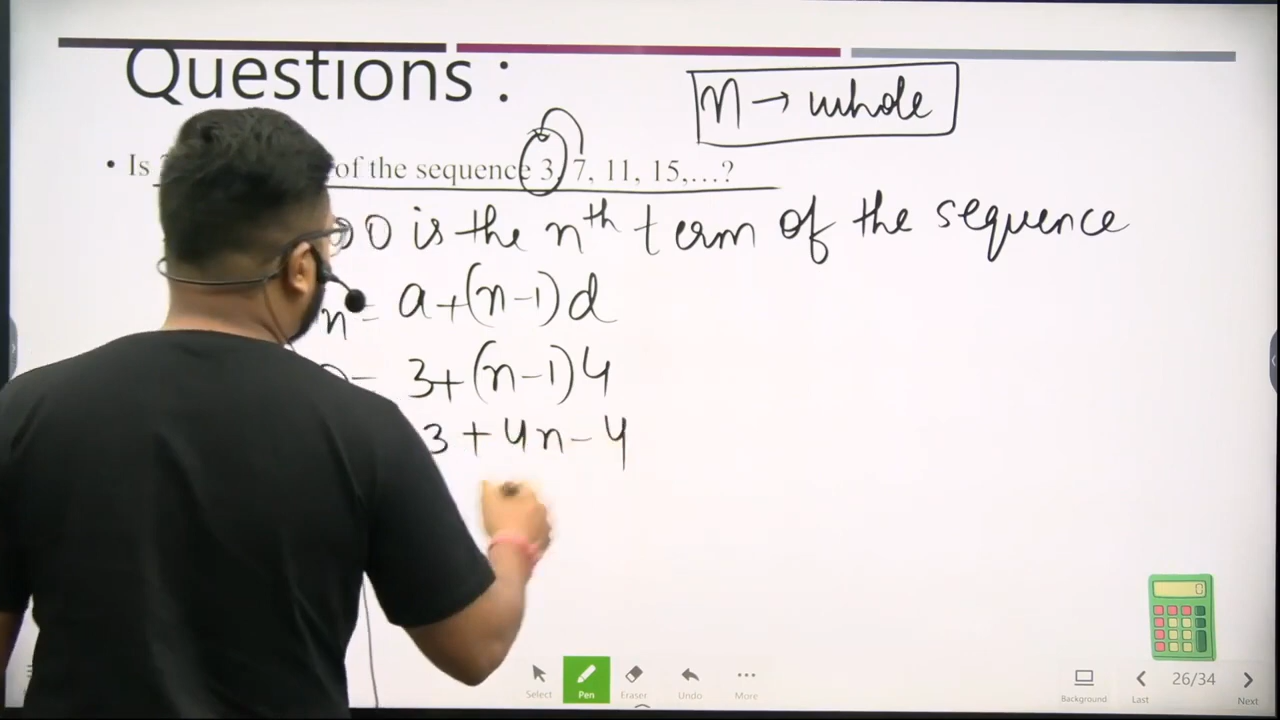 Questions :
n → whole
• Is of the sequence 3, 7, 11, 15,...?
0 is the nᵗʰ term of the sequence
n = a+(n-1)d
= 3+(n-1)4
3 + 4n - 4
0
Select Pen Eraser Undo More Background Last 26/34 Next